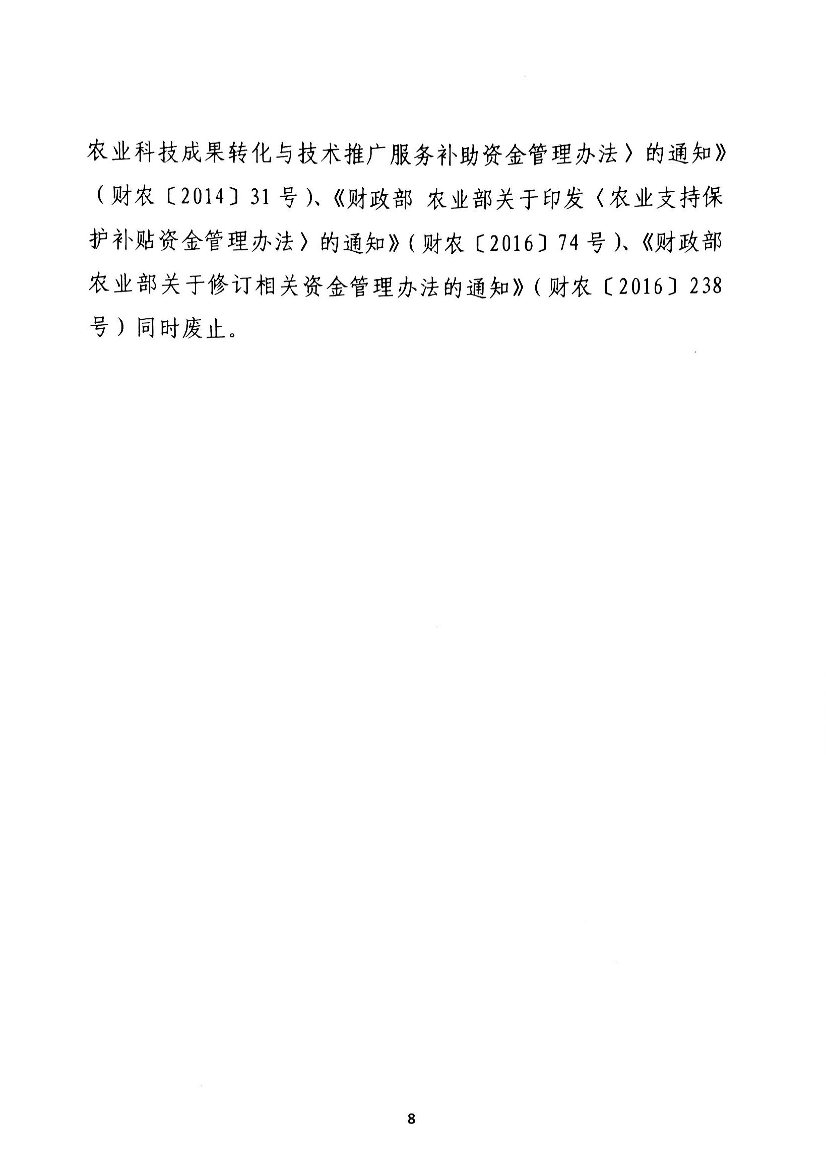 农业科技成果转化与技术推广服务补助资金管理办法〉的通知》
（财农〔2014〕31 号）、《财政部 农业部关于印发〈农业支持保
护补贴资金管理办法〉的通知》（财农〔2016〕74 号）、《财政部
农业部关于修订相关资金管理办法的通知》（财农〔2016〕238
号）同时废止。
8